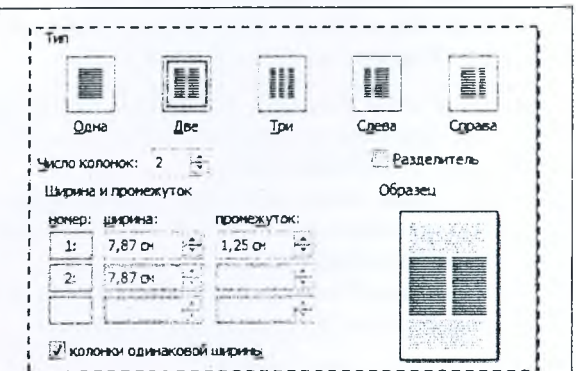 Тип
Одна Две Три Слева Справа
Число колонок: 2 Разделитель
Ширина и промежуток Образец
номер: ширина: промежуток:
1: 7,87 см 1,25 см
2: 7,87 см
колонки одинаковой ширины